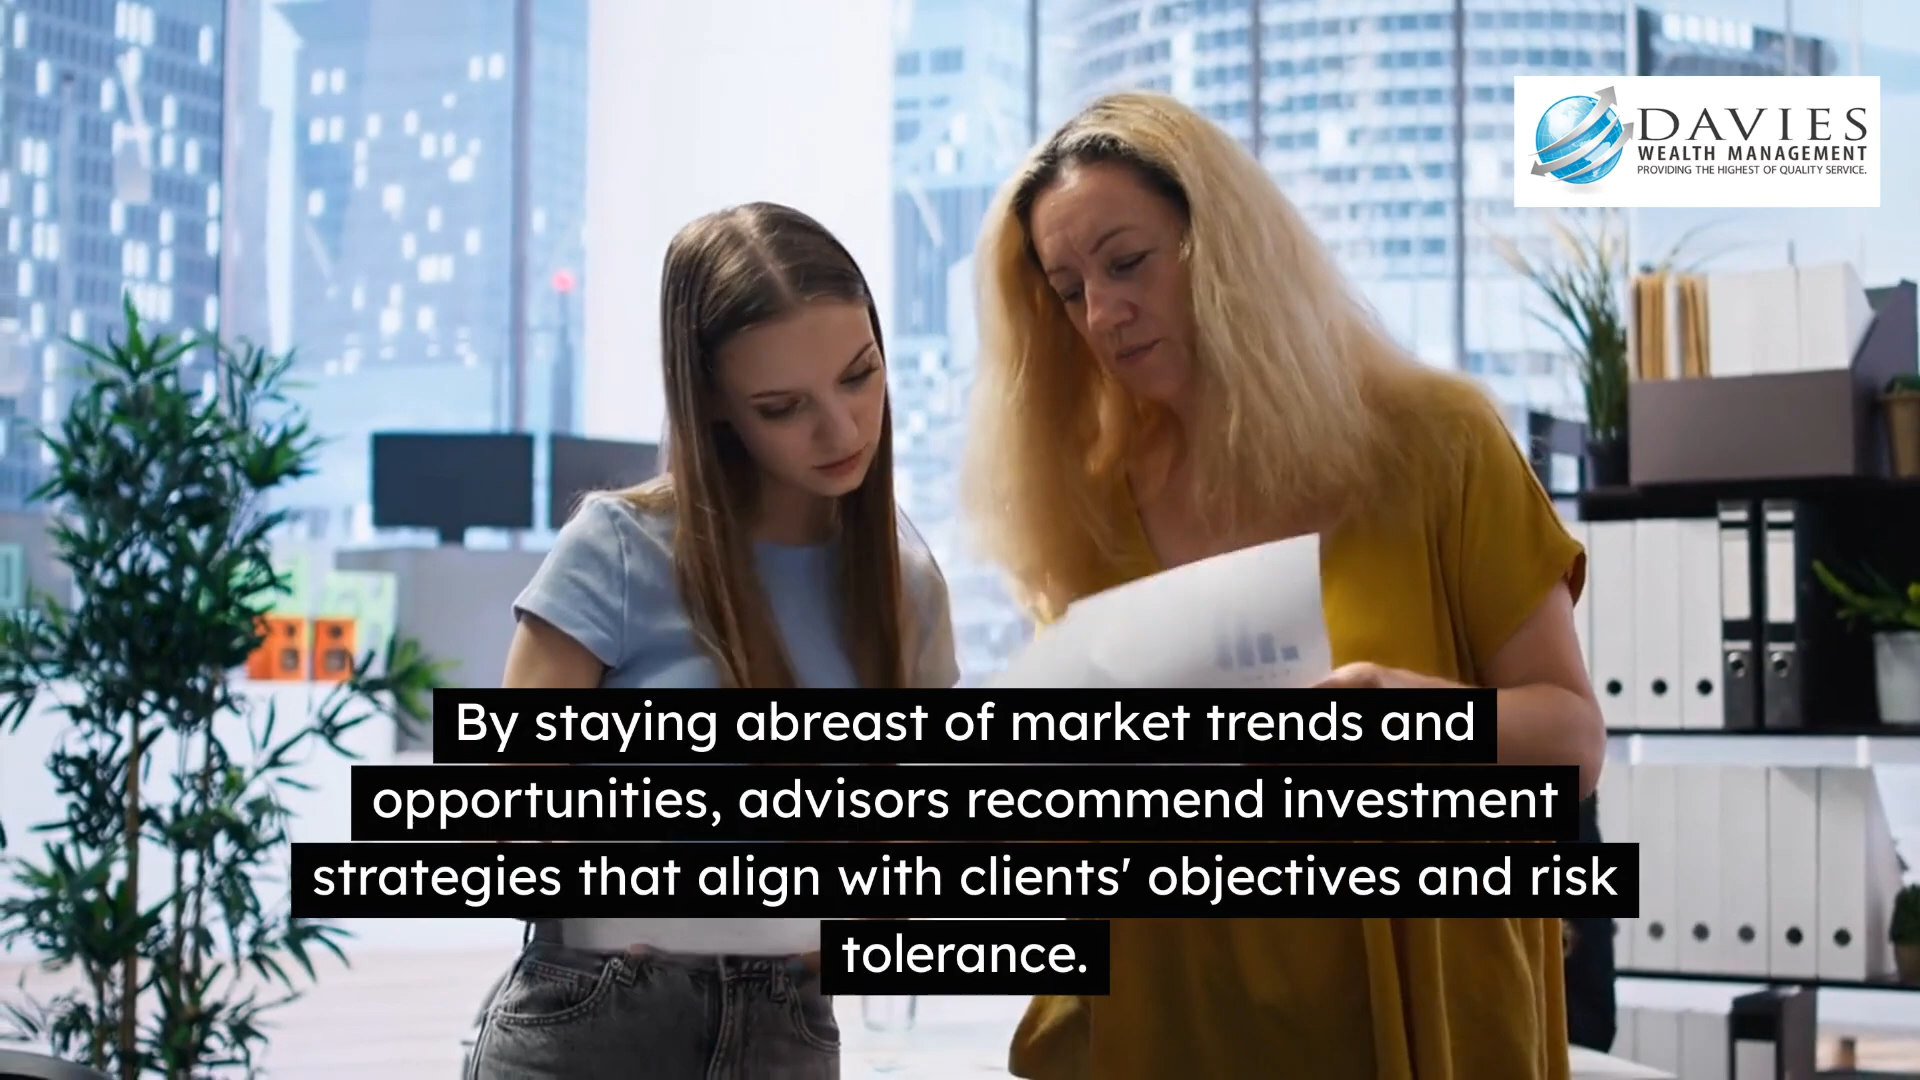 DAVIES
WEALTH MANAGEMENT
PROVIDING THE HIGHEST OF QUALITY SERVICE.
By staying abreast of market trends and
opportunities, advisors recommend investment
strategies that align with clients' objectives and risk
tolerance.